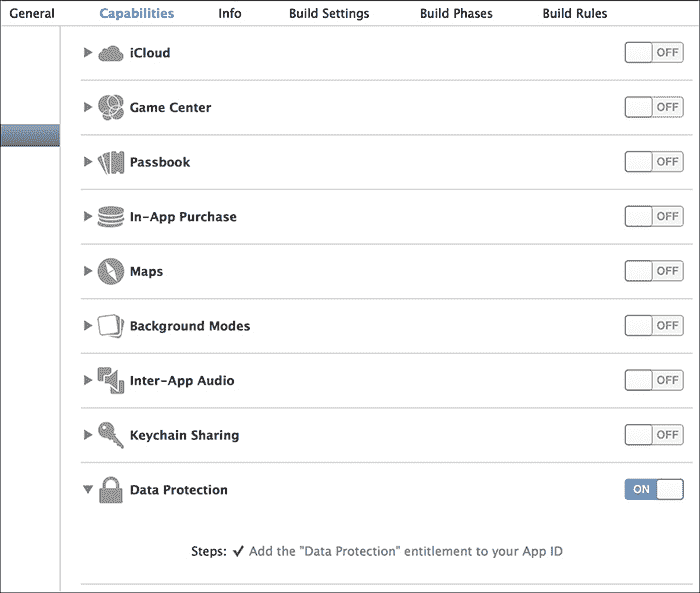 General Capabilities Info Build Settings Build Phases Build Rules
iCloud OFF
Game Center OFF
Passbook OFF
In-App Purchase OFF
Maps OFF
Background Modes OFF
Inter-App Audio OFF
Keychain Sharing OFF
Data Protection ON
Steps: ✓ Add the "Data Protection" entitlement to your App ID